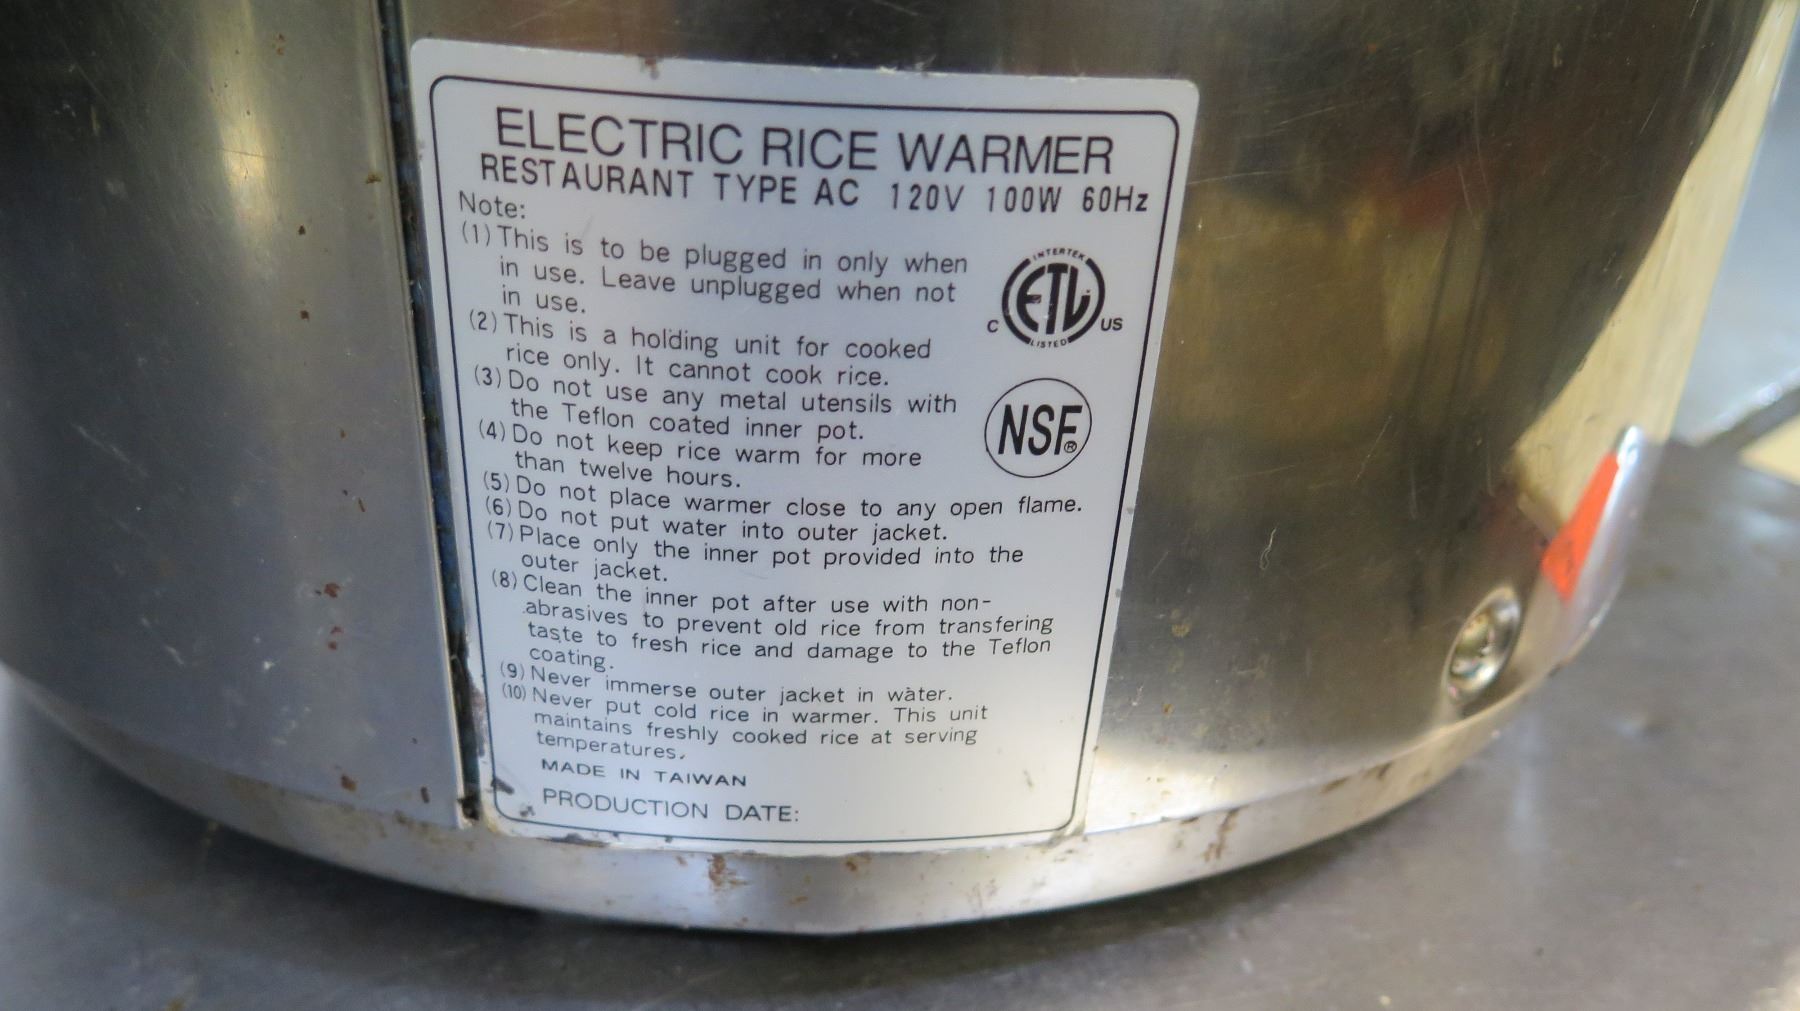 ELECTRIC RICE WARMER
RESTAURANT TYPE AC 120V 100W 60Hz
Note:
(1) This is to be plugged in only when
in use. Leave unplugged when not
in use.
INTERTEK
ETL
C US
LISTED
(2) This is a holding unit for cooked
rice only. It cannot cook rice.
(3) Do not use any metal utensils with
the Teflon coated inner pot.
NSF®
(4) Do not keep rice warm for more
than twelve hours.
(5) Do not place warmer close to any open flame.
(6) Do not put water into outer jacket.
(7) Place only the inner pot provided into the
outer jacket.
(8) Clean the inner pot after use with non-
abrasives to prevent old rice from transfering
taste to fresh rice and damage to the Teflon
coating.
(9) Never immerse outer jacket in water.
(10) Never put cold rice in warmer. This unit
maintains freshly cooked rice at serving
temperatures.
MADE IN TAIWAN
PRODUCTION DATE: